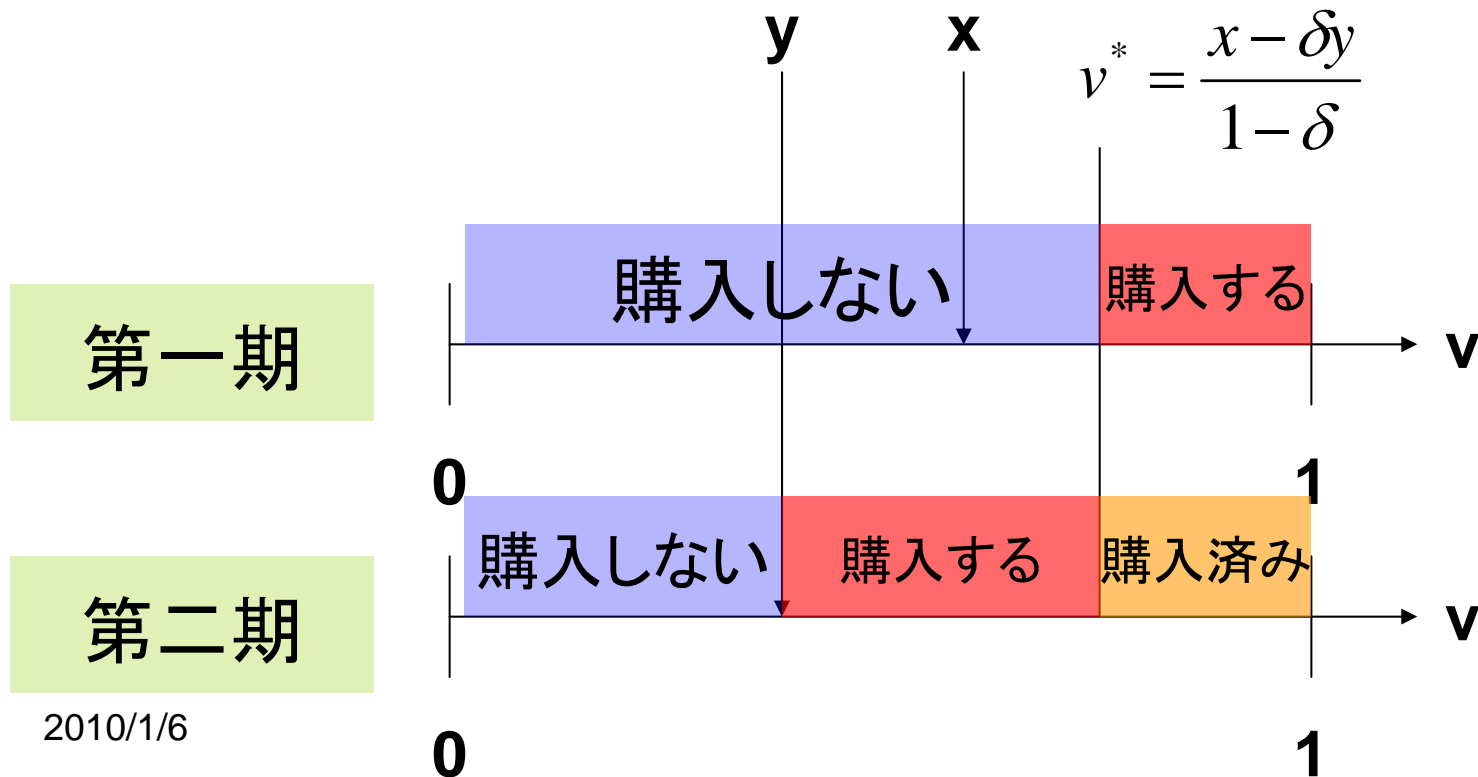 y x
v* = (x − δy) / (1 − δ)
購入しない 購入する
第一期
v
0 1
購入しない 購入する 購入済み
第二期
v
2010/1/6
0 1